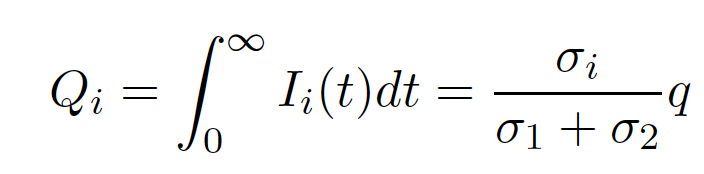 Q_i = \int_0^\infty I_i(t)dt = \frac{\sigma_i}{\sigma_1 + \sigma_2} q